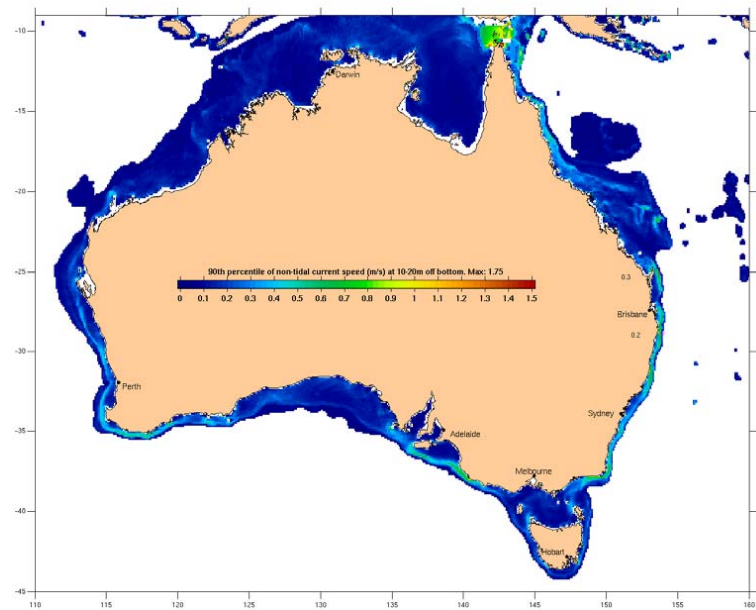 -10
Darwin
-15
-20
90th percentile of non-tidal current speed (m/s) at 10-20m off bottom. Max: 1.75
0 0.1 0.2 0.3 0.4 0.5 0.6 0.7 0.8 0.9 1 1.1 1.2 1.3 1.4 1.5
-25
0.3
Brisbane
0.2
-30
Perth
Sydney
-35
Adelaide
Melbourne
-40
Hobart
-45
110 115 120 125 130 135 140 145 150 155 160